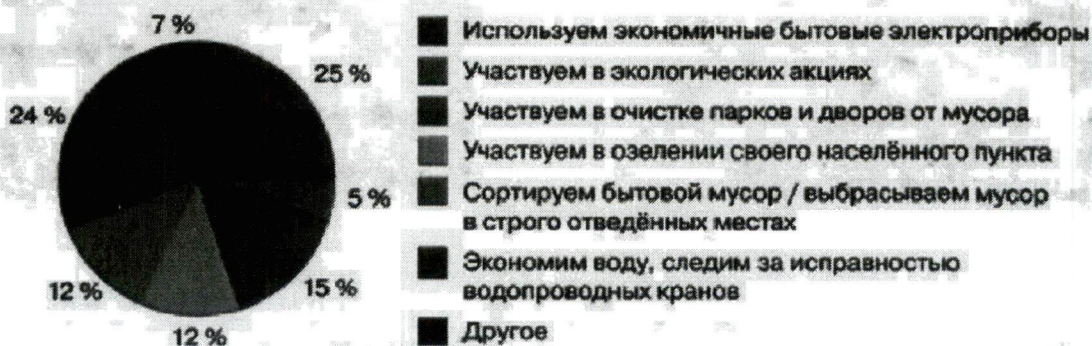 7 %
25 %
24 %
5 %
12 %
15 %
12 %
Используем экономичные бытовые электроприборы
Участвуем в экологических акциях
Участвуем в очистке парков и дворов от мусора
Участвуем в озелении своего населённого пункта
Сортируем бытовой мусор / выбрасываем мусор
в строго отведённых местах
Экономим воду, следим за исправностью
водопроводных кранов
Другое